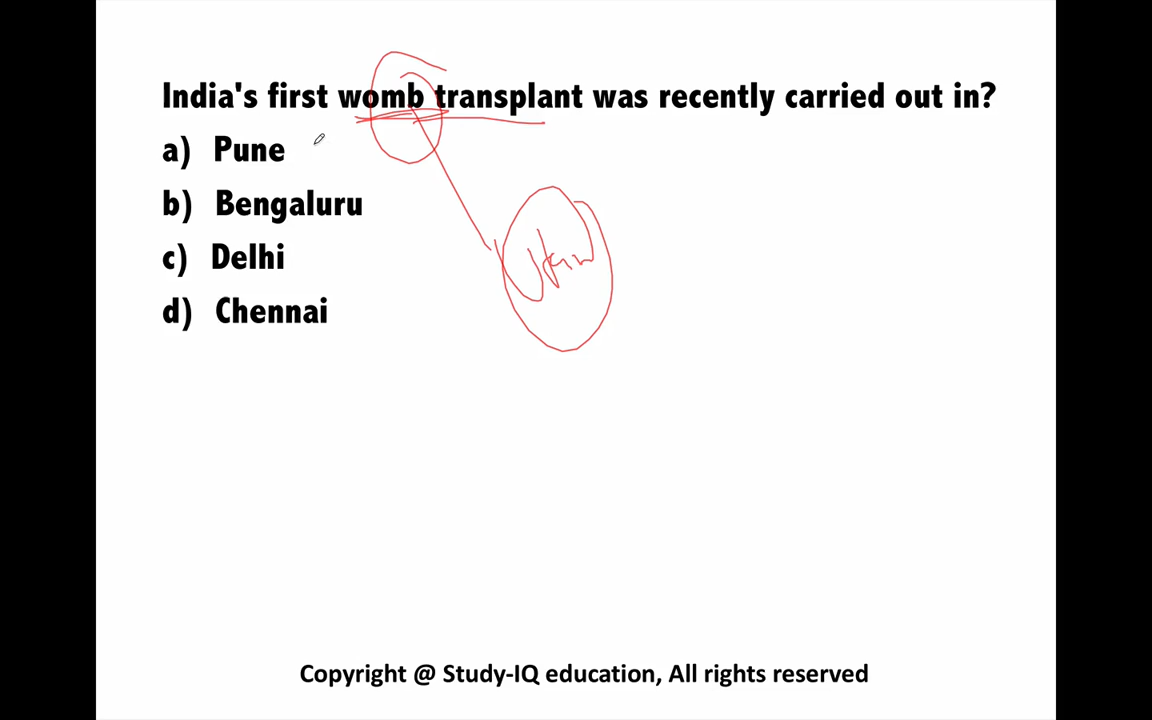 India's first womb transplant was recently carried out in?
a) Pune
b) Bengaluru
c) Delhi
d) Chennai
Copyright @ Study-IQ education, All rights reserved